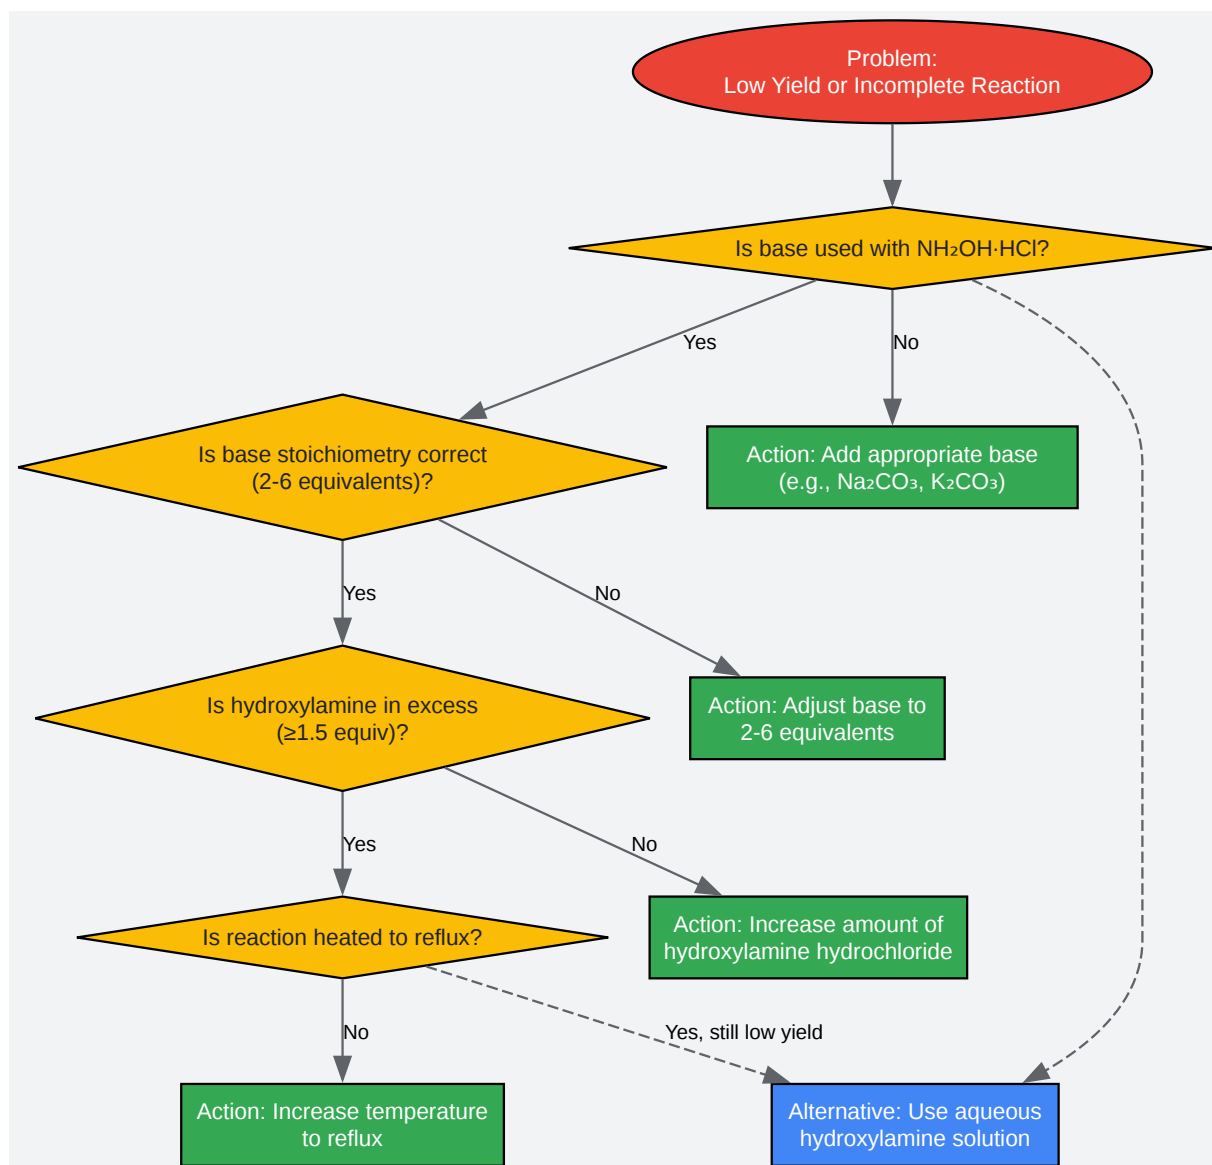 Problem:
Low Yield or Incomplete Reaction
Is base used with NH₂OH·HCl?
Yes
No
Is base stoichiometry correct
(2-6 equivalents)?
Action: Add appropriate base
(e.g., Na₂CO₃, K₂CO₃)
Yes
No
Is hydroxylamine in excess
(≥1.5 equiv)?
Action: Adjust base to
2-6 equivalents
Yes
No
Is reaction heated to reflux?
Action: Increase amount of
hydroxylamine hydrochloride
No
Yes, still low yield
Action: Increase temperature
to reflux
Alternative: Use aqueous
hydroxylamine solution